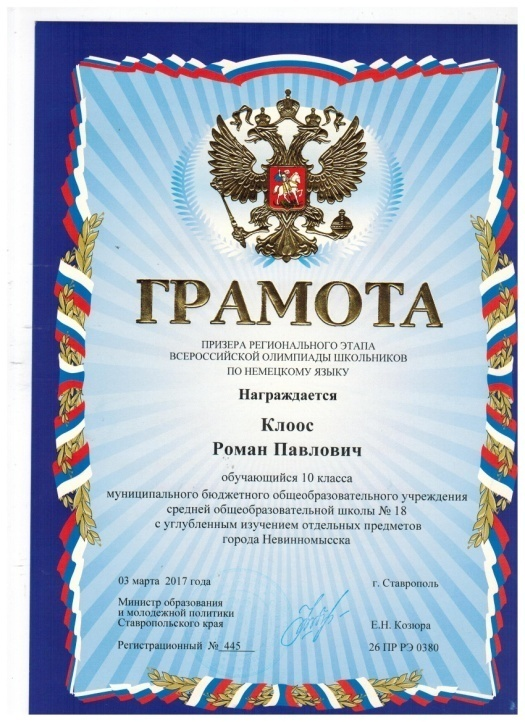 ГРАМОТА
ПРИЗЕРА РЕГИОНАЛЬНОГО ЭТАПА
ВСЕРОССИЙСКОЙ ОЛИМПИАДЫ ШКОЛЬНИКОВ
ПО НЕМЕЦКОМУ ЯЗЫКУ
Награждается
Клоос
Роман Павлович
обучающийся 10 класса
муниципального бюджетного общеобразовательного учреждения
средней общеобразовательной школы № 18
с углубленным изучением отдельных предметов
города Невинномысска
03 марта 2017 года г. Ставрополь
Министр образования
и молодежной политики
Ставропольского края Е.Н. Козюра
Регистрационный № 445 26 ПР РЭ 0380